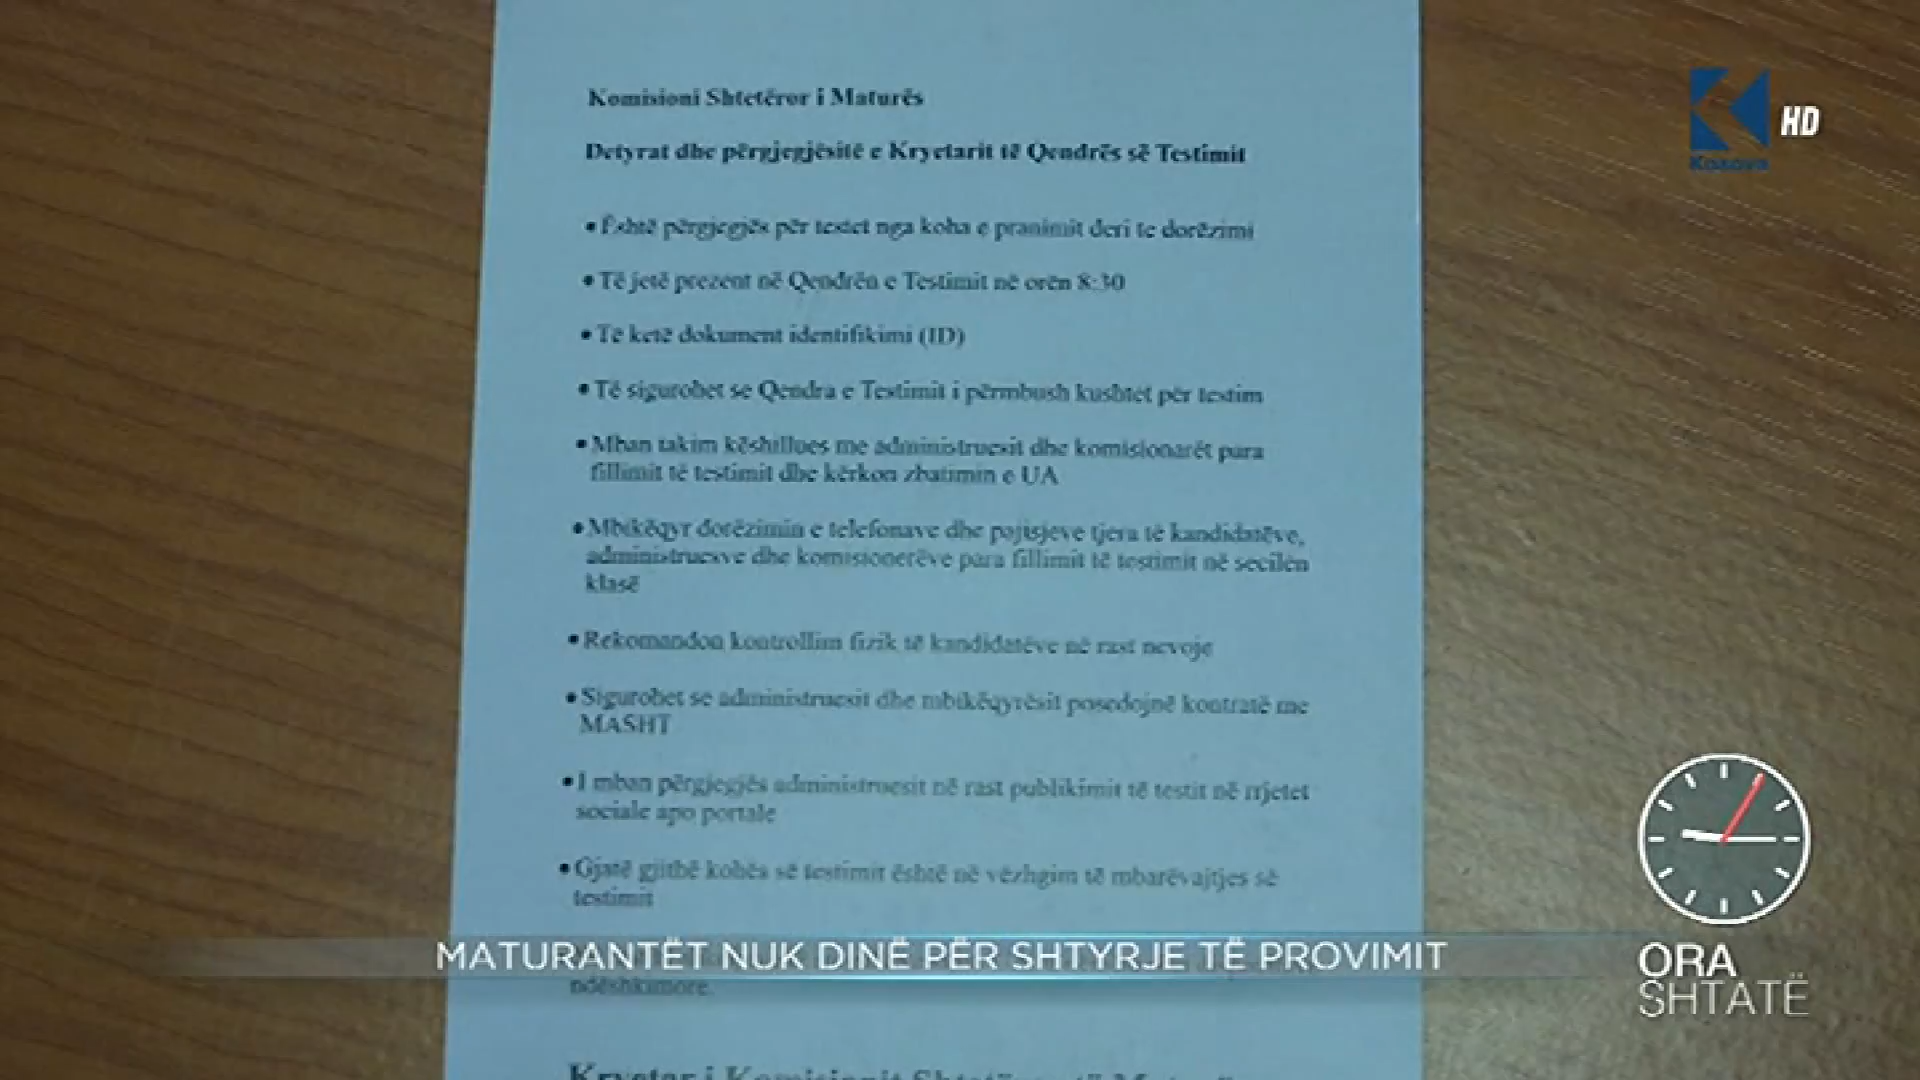 Komisioni Shtetëror i Maturës
Detyrat dhe përgjegjësitë e Kryetarit të Qendrës së Testimit
• Është përgjegjës për testet nga koha e pranimit deri te dorëzimi
• Të jetë prezent në Qendrën e Testimit në orën 8:30
• Të ketë dokument identifikimi (ID)
• Të sigurohet se Qendra e Testimit i përmbush kushtet për testim
• Mban takim këshillues me administruesit dhe komisionarët para
fillimit të testimit dhe kërkon zbatimin e UA
• Mbikëqyr dorëzimin e telefonave dhe pajisjeve tjera të kandidatëve,
administruesve dhe komisionerëve para fillimit të testimit në secilën
klasë
• Rekomandon kontrollim fizik të kandidatëve në rast nevoje
• Sigurohet se administruesit dhe mbikëqyrësit posedojnë kontratë me
MASHT
• I mban përgjegjës administruesit në rast publikimit të testit në rrjetet
sociale apo portale
• Gjatë gjithë kohës së testimit është në vëzhgim të mbarëvajtjes së
testimit
ndëshkimore.
Kryetar i Komisionit Shtetëror të
K
Kosova
HD
MATURANTËT NUK DINË PËR SHTYRJE TË PROVIMIT
ORA
SHTATË